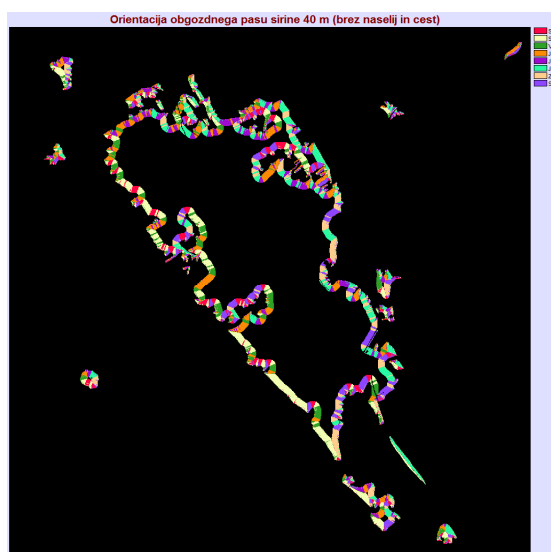 Orientacija obgozdnega pasu sirine 40 m (brez naselij in cest)
S
S
V
J
J
J
Z
S